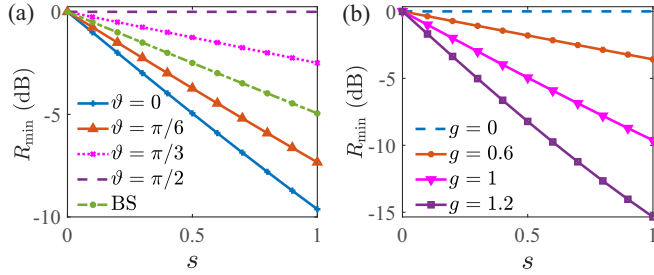 (a)
0
-5
-10
R_min (dB)
ϑ = 0
ϑ = π/6
ϑ = π/3
ϑ = π/2
BS
0 0.5 1
s
(b)
0
-5
-10
-15
R_min (dB)
g = 0
g = 0.6
g = 1
g = 1.2
0 0.5 1
s